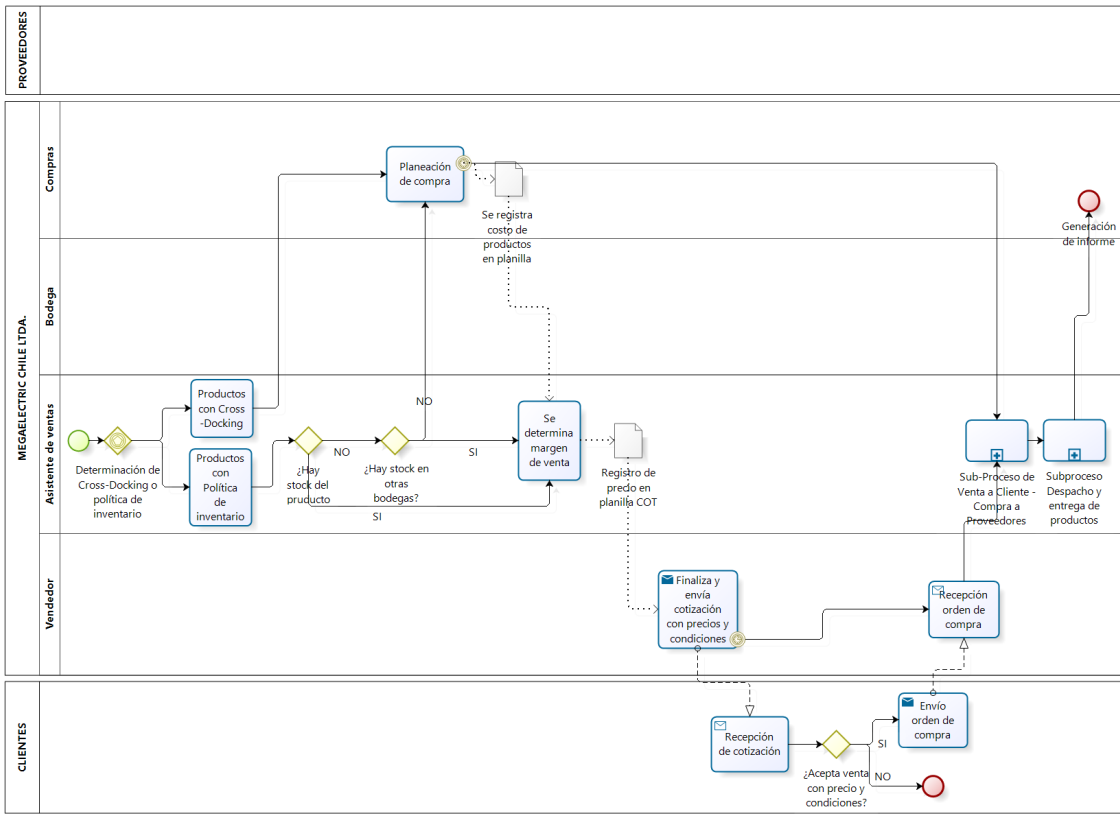 PROVEEDORES
MEGAELECTRIC CHILE LTDA.
Compras
Planeación
de compra
Se registra
costo de
productos
en planilla
Generación
de informe
Bodega
Asistente de ventas
Determinación de
Cross-Docking o
política de
inventario
Productos
con Cross
-Docking
Productos
con
Política
de
inventario
¿Hay
stock del
pructucto
NO
SI
¿Hay stock en
otras
bodegas?
NO
SI
Se
determina
margen
de venta
Registro de
precio en
planilla COT
Sub-Proceso de
Venta a Cliente -
Compra a
Proveedores
Subproceso
Despacho y
entrega de
productos
Vendedor
Finaliza y
envía
cotización
con precios y
condiciones
Recepción
orden de
compra
CLIENTES
Recepción
de cotización
¿Acepta venta
con precio y
condiciones?
SI
NO
Envío
orden de
compra